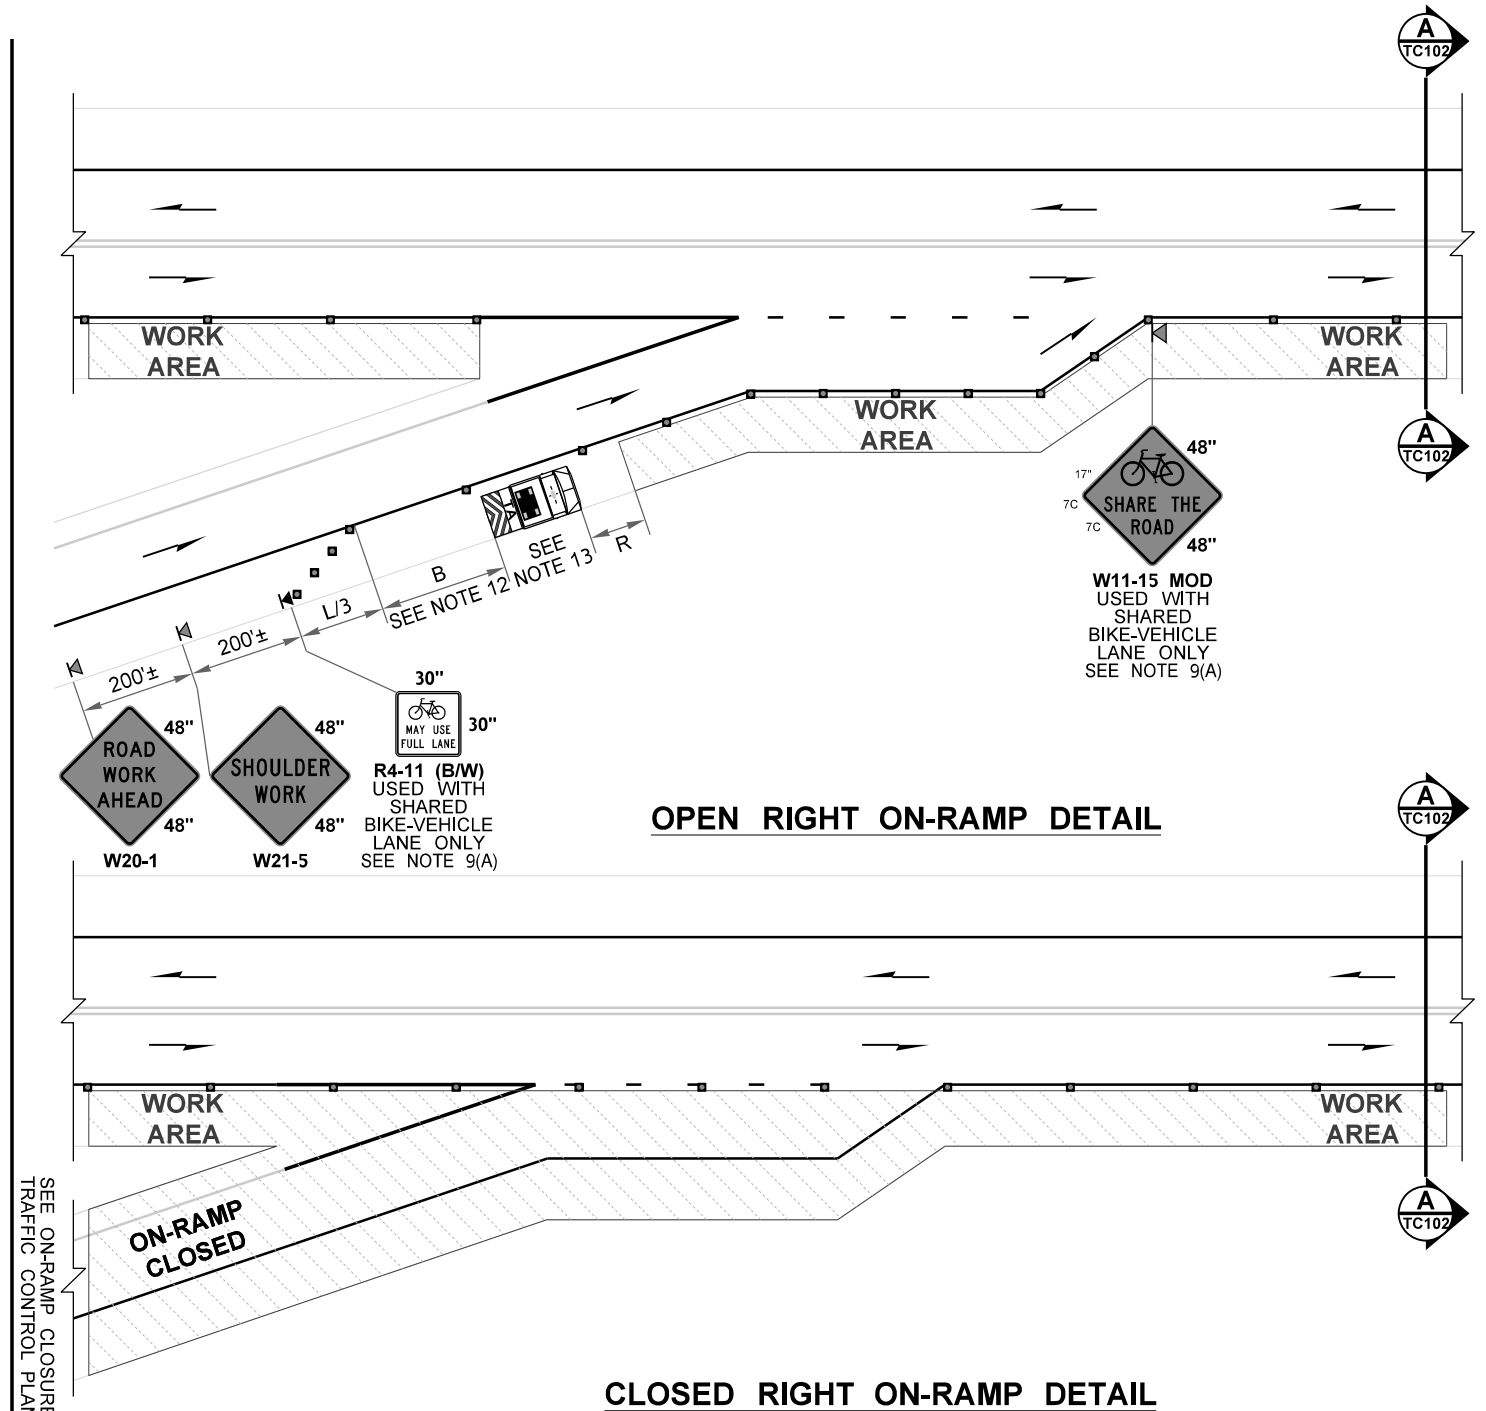 A
TC102
WORK
AREA
WORK
AREA
WORK
AREA
A
TC102
48"
17"
7C
7C
SHARE THE
ROAD
48"
W11-15 MOD
USED WITH
SHARED
BIKE-VEHICLE
LANE ONLY
SEE NOTE 9(A)
SEE
NOTE 13
R
B
SEE NOTE 12
L/3
200'±
200'±
ROAD
WORK
AHEAD
48"
48"
W20-1
SHOULDER
WORK
48"
48"
W21-5
30"
30"
MAY USE
FULL LANE
R4-11 (B/W)
USED WITH
SHARED
BIKE-VEHICLE
LANE ONLY
SEE NOTE 9(A)
OPEN RIGHT ON-RAMP DETAIL
A
TC102
WORK
AREA
WORK
AREA
ON-RAMP
CLOSED
A
TC102
SEE ON-RAMP CLOSURE
TRAFFIC CONTROL PLAN
CLOSED RIGHT ON-RAMP DETAIL